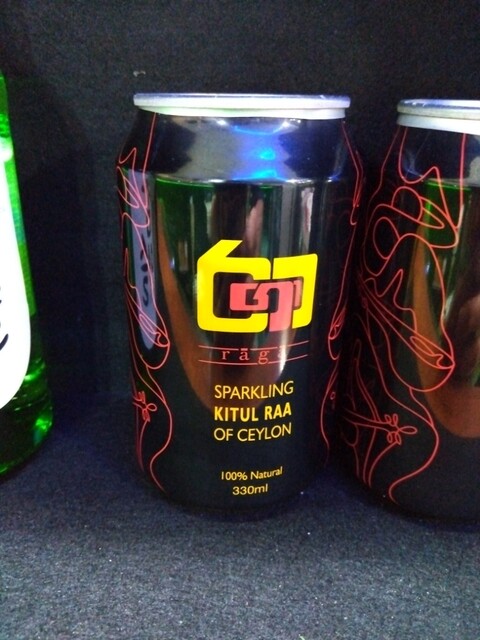 SPARKLING
KITUL RAA
OF CEYLON
100% Natural
330ml